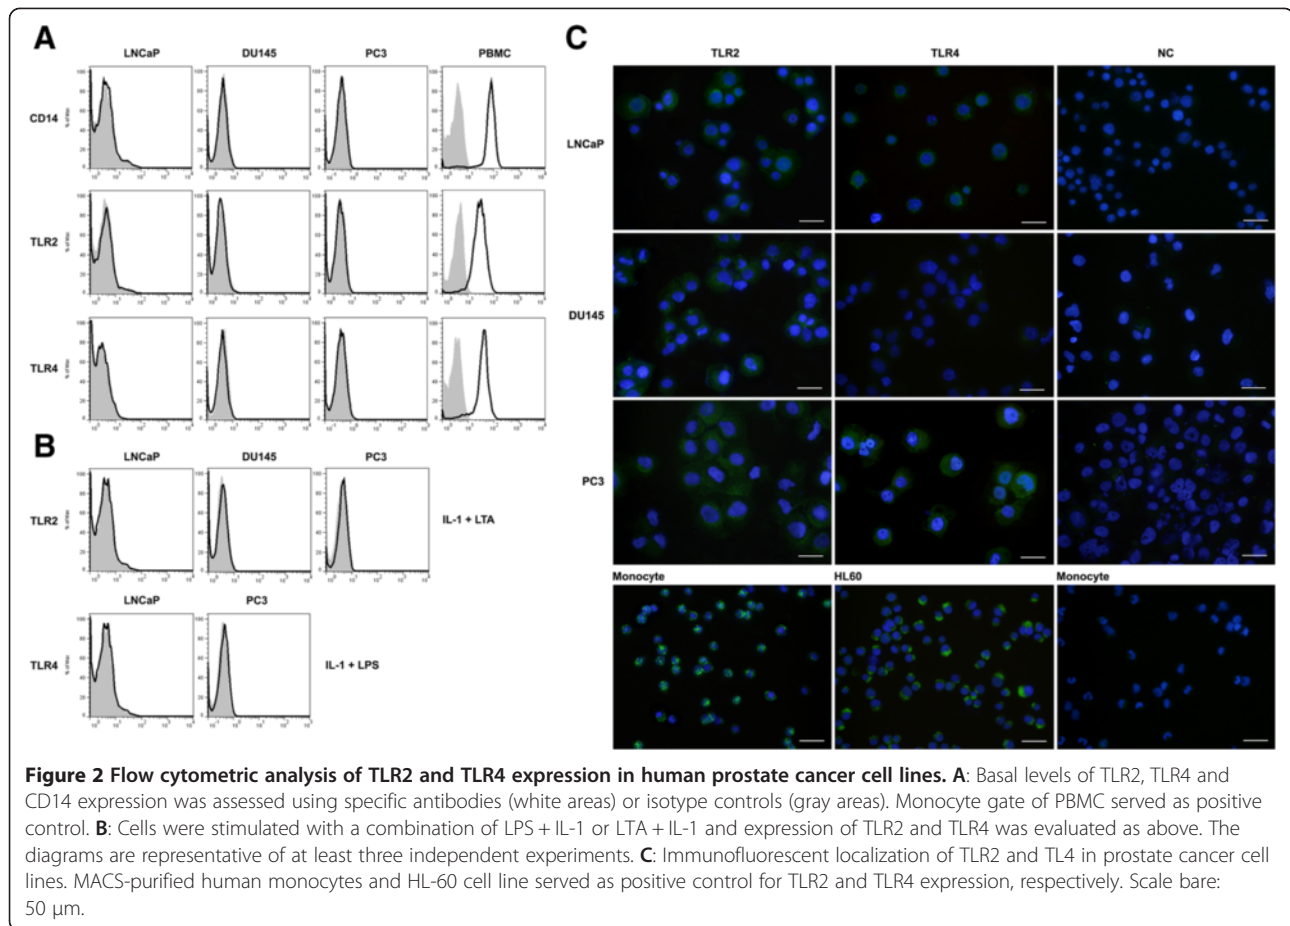 A
LNCaP DU145 PC3 PBMC
CD14
TLR2
TLR4
B
LNCaP DU145 PC3
TLR2
IL-1 + LTA
LNCaP PC3
TLR4
IL-1 + LPS
C
TLR2 TLR4 NC
LNCaP
DU145
PC3
Monocyte HL60 Monocyte
Figure 2 Flow cytometric analysis of TLR2 and TLR4 expression in human prostate cancer cell lines. A: Basal levels of TLR2, TLR4 and
CD14 expression was assessed using specific antibodies (white areas) or isotype controls (gray areas). Monocyte gate of PBMC served as positive
control. B: Cells were stimulated with a combination of LPS + IL-1 or LTA + IL-1 and expression of TLR2 and TLR4 was evaluated as above. The
diagrams are representative of at least three independent experiments. C: Immunofluorescent localization of TLR2 and TL4 in prostate cancer cell
lines. MACS-purified human monocytes and HL-60 cell line served as positive control for TLR2 and TLR4 expression, respectively. Scale bare:
50 μm.